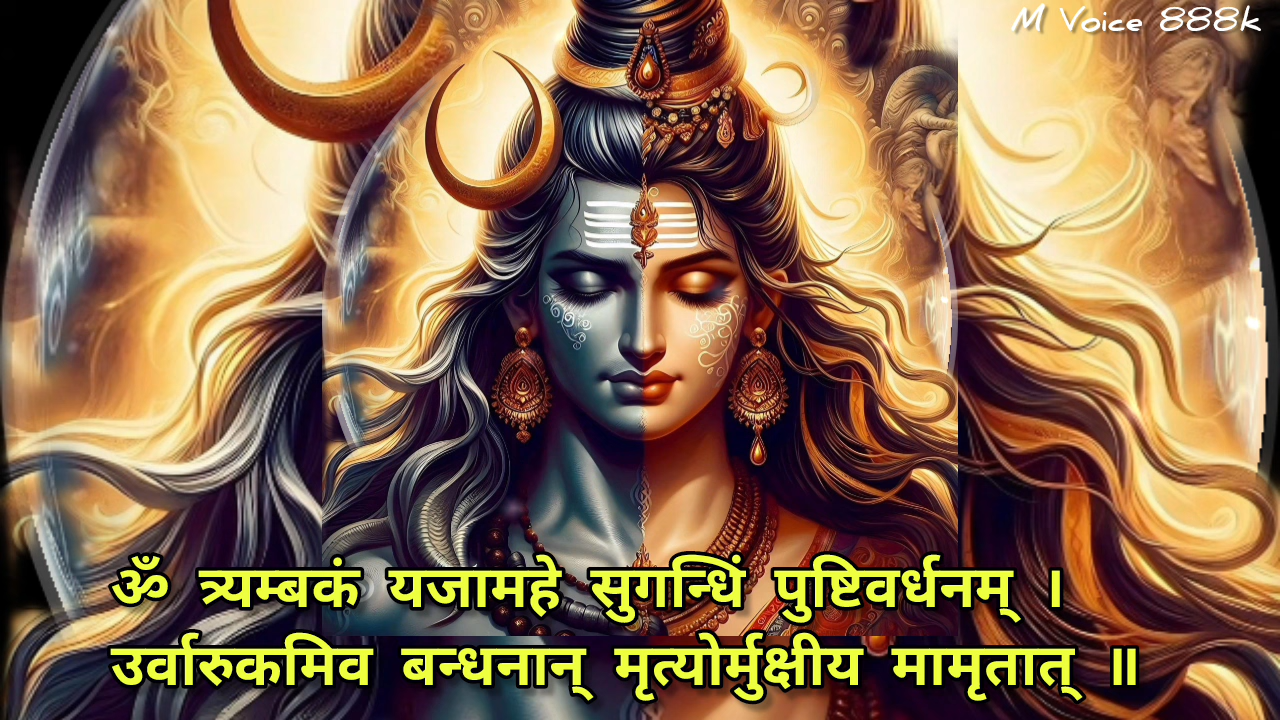 M Voice 888k
ॐ त्र्यम्बकं यजामहे सुगन्धिं पुष्टिवर्धनम् ।
उर्वारुकमिव बन्धनान् मृत्योर्मुक्षीय मामृतात् ॥